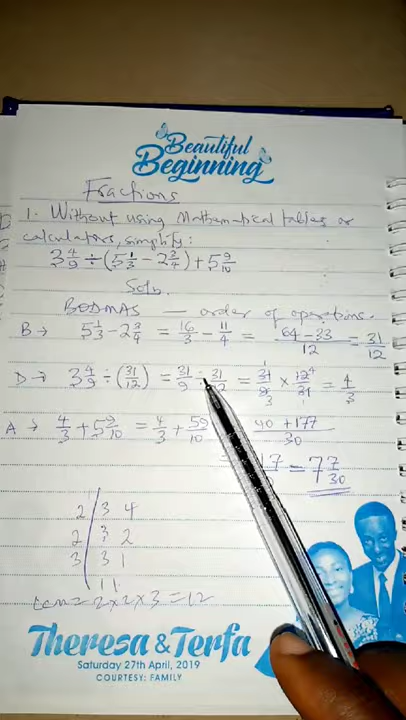 Beautiful
Beginning
Fractions
1. Without using Mathematical tables or
calculators, simplify:
3 4/9 ÷ (5 1/3 − 2 3/4) + 5 9/10
Soln.
BODMAS — order of operations.
B → 5 1/3 − 2 3/4 = 16/3 − 11/4 = 64 − 33/12 = 31/12
D → 3 4/9 ÷ (31/12) = 31/9 ÷ 31/12 = 31/9 × 12/31 = 4/3
A → 4/3 + 5 9/10 = 4/3 + 59/10 40 + 177/30
= 7 7/30
2 3 4
2 3 2
3 3 1
1 1
LCM = 2 × 2 × 3 = 12
Theresa & Terfa
Saturday 27th April, 2019
COURTESY: FAMILY